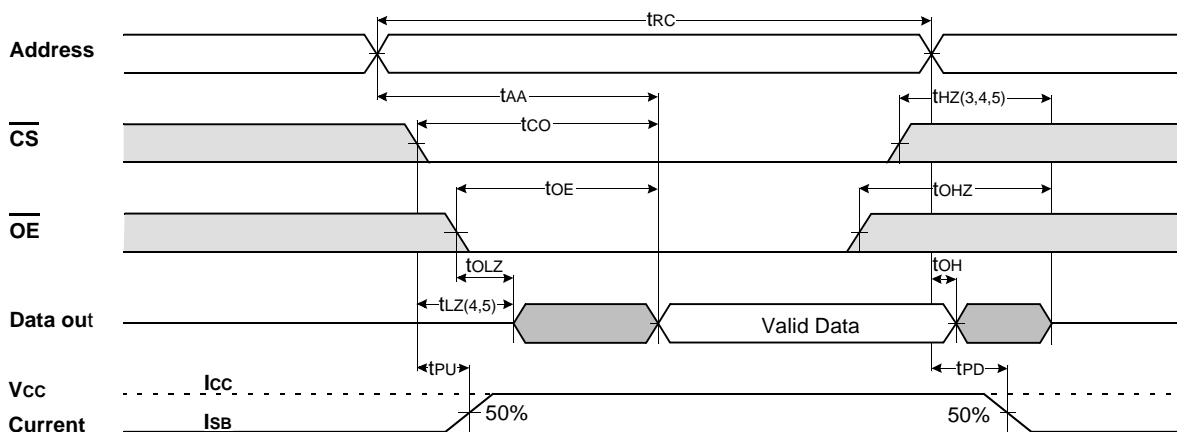 tRC
Address
tAA
tHZ(3,4,5)
CS
tCO
tOE
tOHZ
OE
tOLZ
tOH
tLZ(4,5)
Data out
Valid Data
tPU
tPD
VCC
ICC
50%
50%
Current
ISB